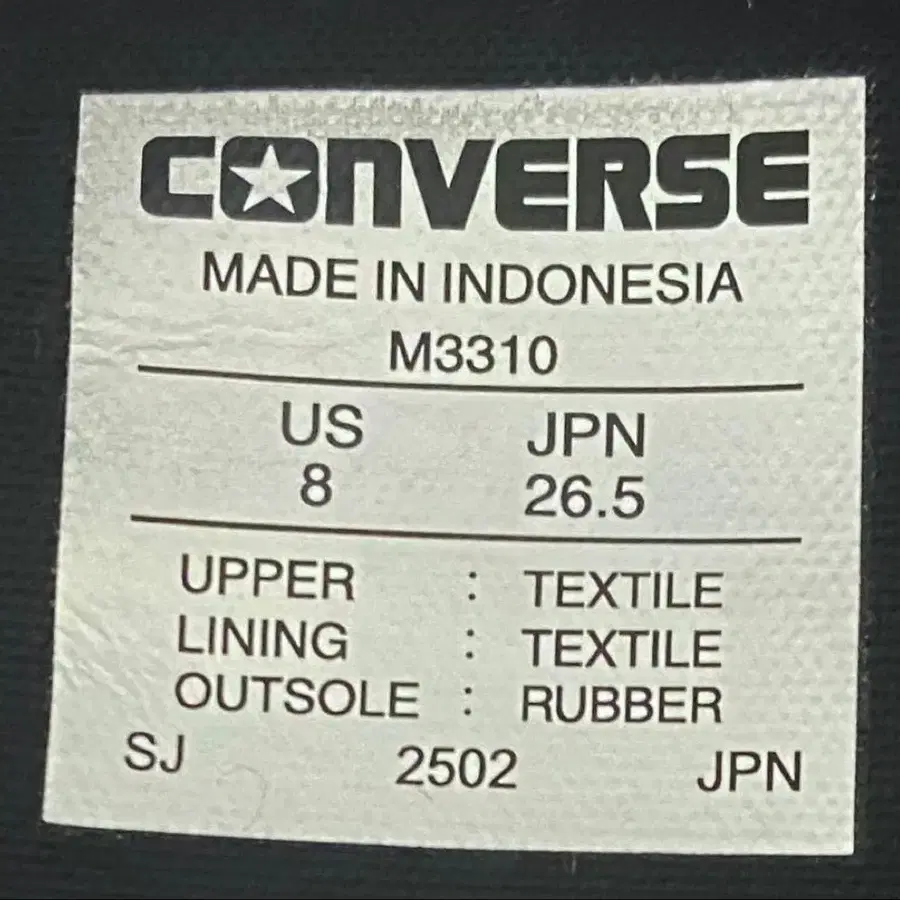 CONVERSE
MADE IN INDONESIA
M3310
US JPN
8 26.5
UPPER : TEXTILE
LINING : TEXTILE
OUTSOLE : RUBBER
SJ 2502 JPN